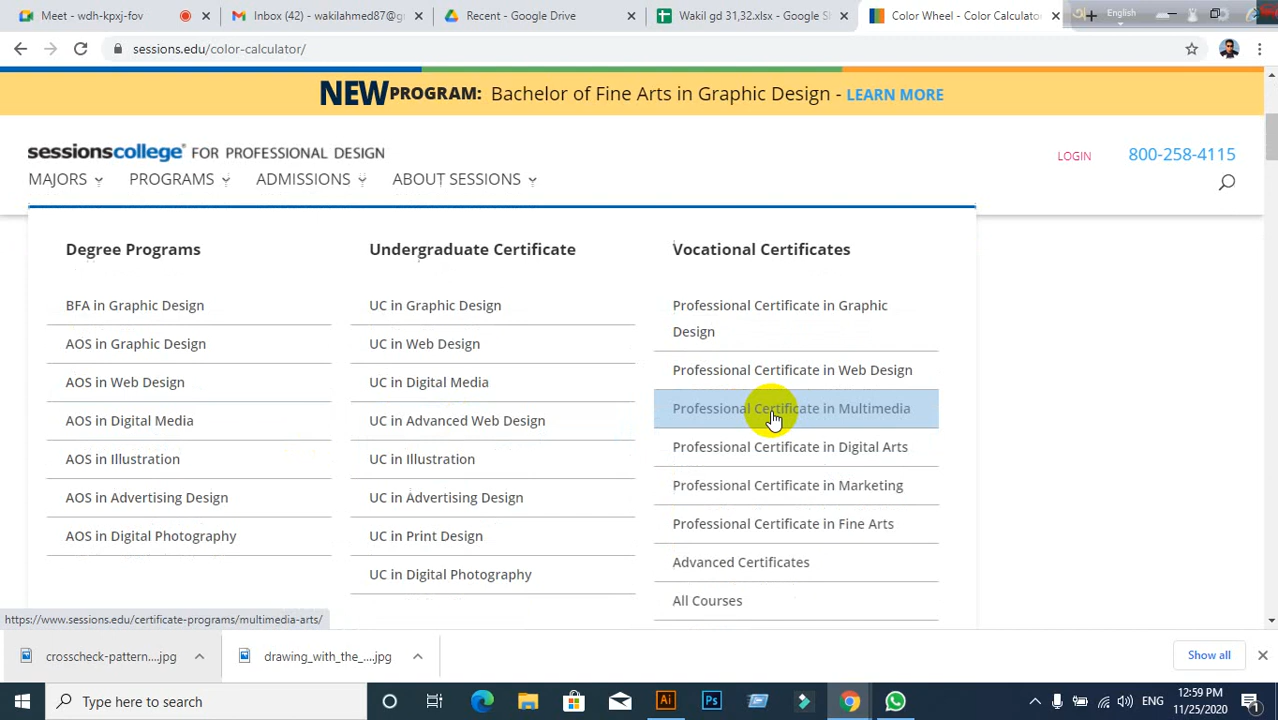 Meet - wdh-kpxj-fov
Inbox (42) - wakilahmed87@g
Recent - Google Drive
Wakil gd 31,32.xlsx - Google S
Color Wheel - Color Calculato
English
sessions.edu/color-calculator/
NEW PROGRAM: Bachelor of Fine Arts in Graphic Design - LEARN MORE
sessionscollege FOR PROFESSIONAL DESIGN
LOGIN
800-258-4115
MAJORS PROGRAMS ADMISSIONS ABOUT SESSIONS
Degree Programs
BFA in Graphic Design
AOS in Graphic Design
AOS in Web Design
AOS in Digital Media
AOS in Illustration
AOS in Advertising Design
AOS in Digital Photography
Undergraduate Certificate
UC in Graphic Design
UC in Web Design
UC in Digital Media
UC in Advanced Web Design
UC in Illustration
UC in Advertising Design
UC in Print Design
UC in Digital Photography
Vocational Certificates
Professional Certificate in Graphic
Design
Professional Certificate in Web Design
Professional Certificate in Multimedia
Professional Certificate in Digital Arts
Professional Certificate in Marketing
Professional Certificate in Fine Arts
Advanced Certificates
All Courses
https://www.sessions.edu/certificate-programs/multimedia-arts/
crosscheck-pattern....jpg
drawing_with_the_....jpg
Show all
Type here to search
Ai
Ps
ENG
12:59 PM
11/25/2020
1